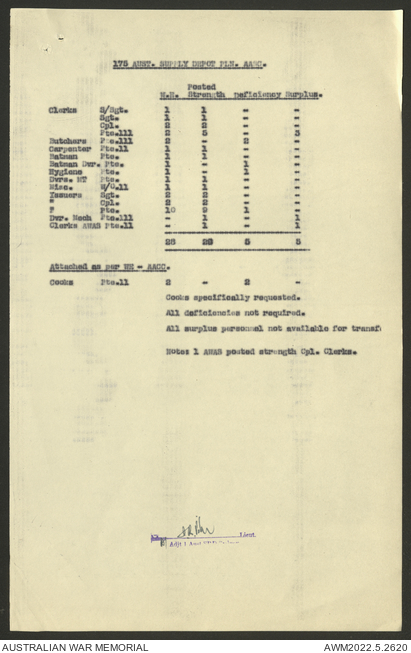 175 AUST. SUPPLY DEPOT PLN. AASC.
Posted
W.E. Strength Deficiency Surplus.
Clerks S/Sgt. 1 1 - -
Sgt. 1 1 - -
Cpl. 2 2 - -
Pte.111 2 5 - 3
Butchers Pte.111 2 - 2 -
Carpenter Pte.11 1 1 - -
Batman Pte. 1 1 - -
Batman Dvr. Pte. 1 - 1 -
Hygiene Pte. 1 - 1 -
Dvrs. MT Pte. 1 1 - -
Misc. W/O.11 1 1 - -
Issuers Sgt. 2 2 - -
" Cpl. 2 2 - -
" Pte. 10 9 1 -
Dvr. Mech Pte.111 - 1 - 1
Clerks AWAS Pte.11 - 1 - 1
28 28 5 5
Attached as per WE - AACC.
Cooks Pte.11 2 - 2 -
Cooks specifically requested.
All deficiencies not required.
All surplus personnel not available for transf
Note: 1 AWAS posted strength Cpl. Clerks.
Lieut.
Adjt 1 Aust
AUSTRALIAN WAR MEMORIAL
AWM2022.5.2620